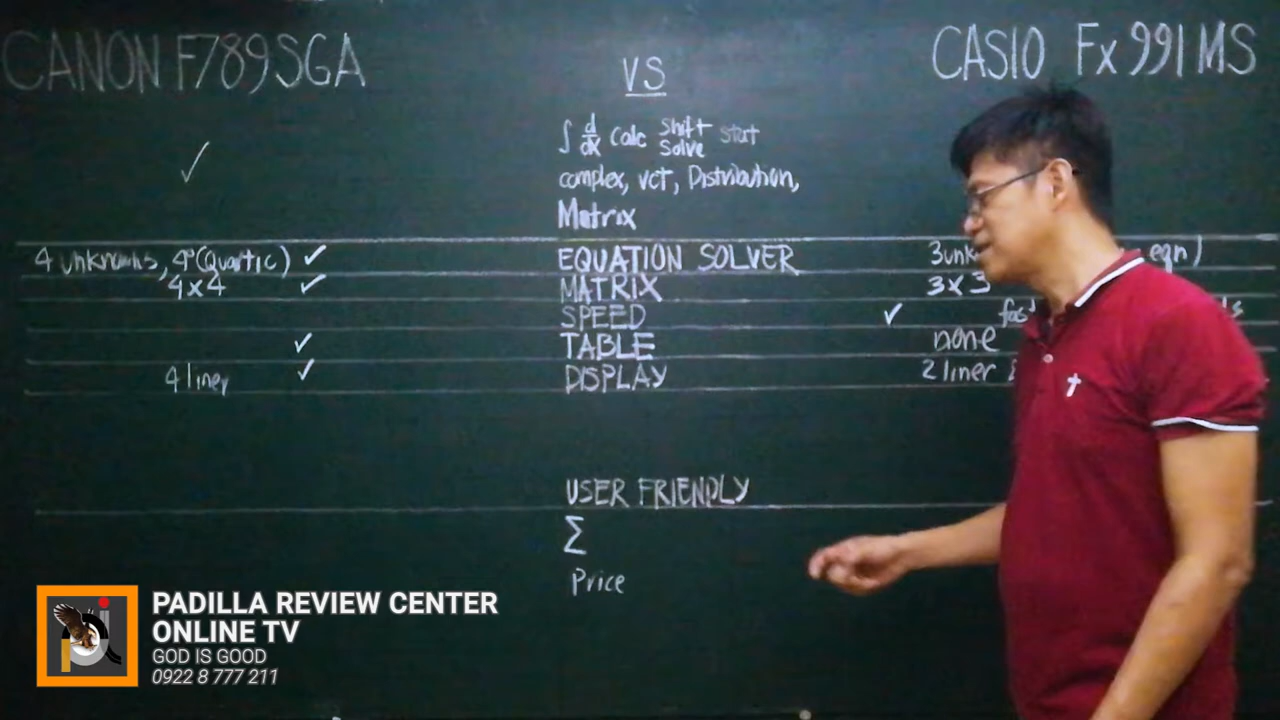 CANON F789SGA VS CASIO Fx 991 MS
∫ d/dx Calc Shift Solve stat
complex, vct, Distribution,
Matrix
4 unknowns, 4°(Quartic) ✓ EQUATION SOLVER eqn)
4x4 ✓ MATRIX 3x3
SPEED ✓
✓ TABLE none
4 liner ✓ DISPLAY 2 liner
USER FRIENDLY
Σ
Price
PADILLA REVIEW CENTER
ONLINE TV
GOD IS GOOD
0922 8 777 211